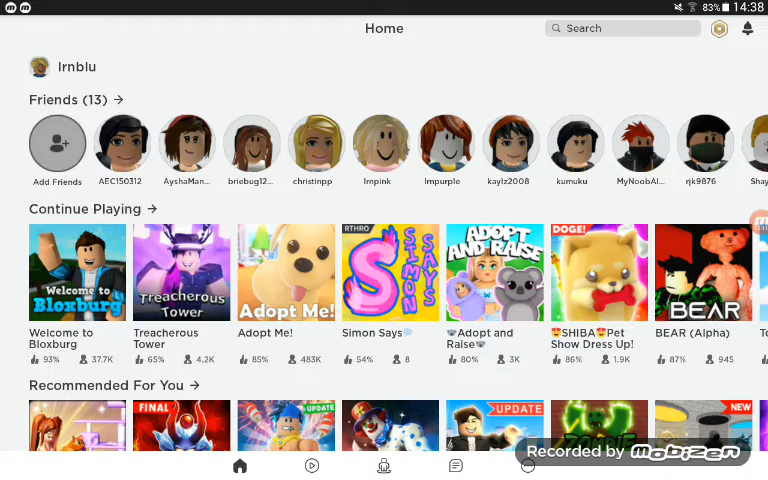 83% 14:38
Home
Search
lrnblu
Friends (13) →
Add Friends
AEC150312
AyshaMan...
briebug12...
christinpp
lrnpink
lmpurple
kaylz2008
kumuku
MyNoobAl...
rjk9876
Shay
Continue Playing →
Welcome to
Bloxburg
Treacherous
Tower
Adopt Me!
RTHRO
SIMON
SAYS
ADOPT
AND RAISE
DOGE!
BEAR
Welcome to
Bloxburg
93% 37.7K
Treacherous
Tower
65% 4.2K
Adopt Me!
85% 483K
Simon Says
54% 8
Adopt and
Raise
80% 3K
SHIBA Pet
Show Dress Up!
86% 1.9K
BEAR (Alpha)
87% 945
To
Recommended For You →
FINAL
UPDATE
UPDATE
NEW
Recorded by mobizen